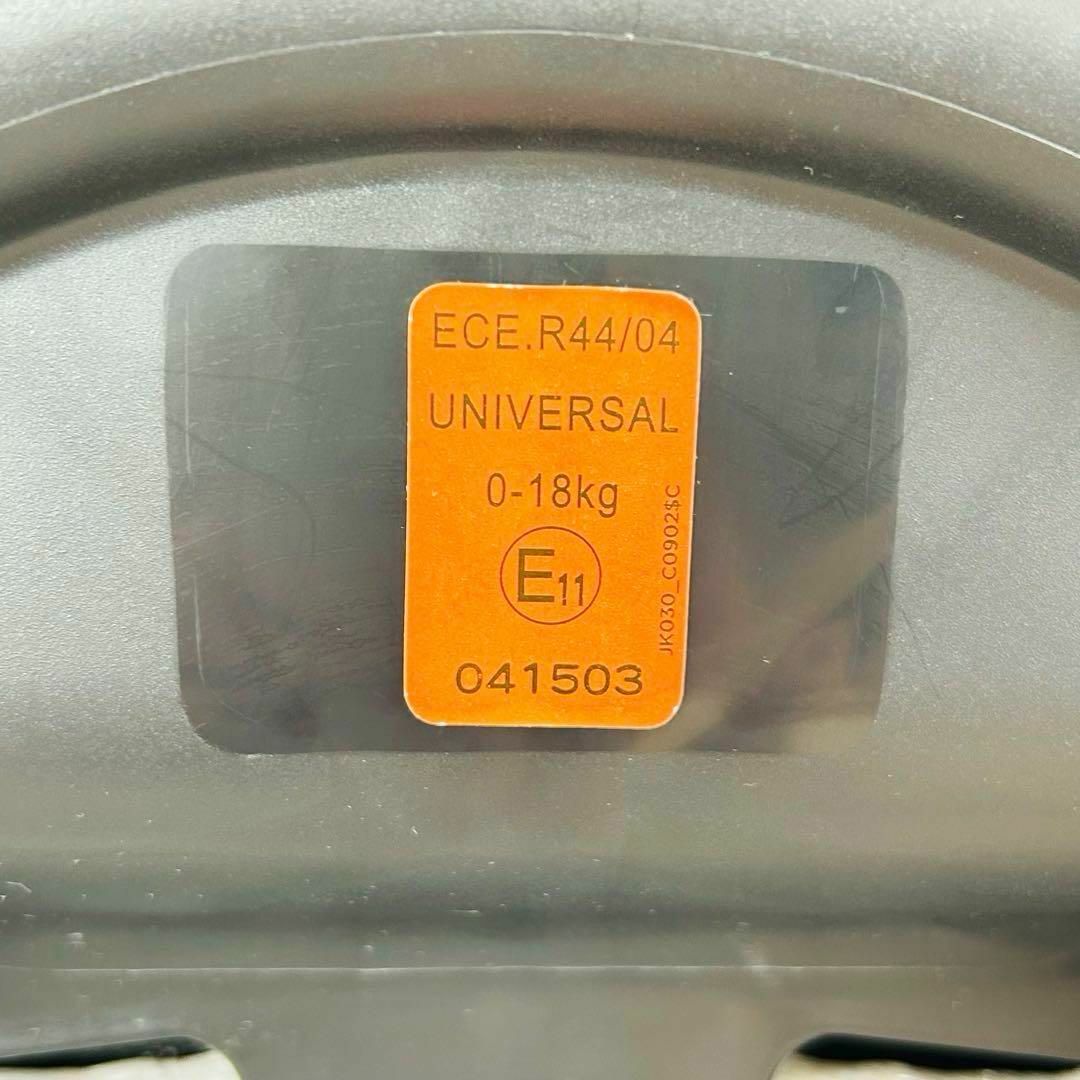 ECE.R44/04
UNIVERSAL
0-18kg
E11
041503
JK030_C0902$C